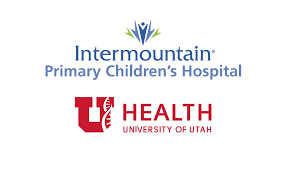 Intermountain®
Primary Children's Hospital
U HEALTH
UNIVERSITY OF UTAH